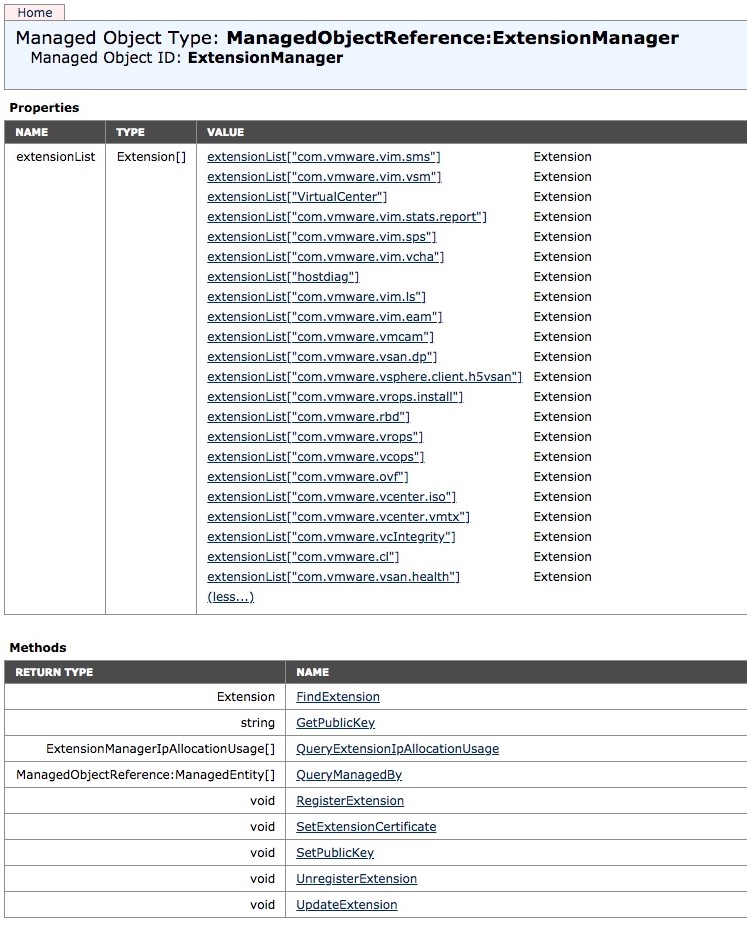 Home
Managed Object Type: ManagedObjectReference:ExtensionManager
Managed Object ID: ExtensionManager
Properties
NAME TYPE VALUE
extensionList Extension[] extensionList["com.vmware.vim.sms"] Extension
extensionList["com.vmware.vim.vsm"] Extension
extensionList["VirtualCenter"] Extension
extensionList["com.vmware.vim.stats.report"] Extension
extensionList["com.vmware.vim.sps"] Extension
extensionList["com.vmware.vim.vcha"] Extension
extensionList["hostdiag"] Extension
extensionList["com.vmware.vim.ls"] Extension
extensionList["com.vmware.vim.eam"] Extension
extensionList["com.vmware.vmcam"] Extension
extensionList["com.vmware.vsan.dp"] Extension
extensionList["com.vmware.vsphere.client.h5vsan"] Extension
extensionList["com.vmware.vrops.install"] Extension
extensionList["com.vmware.rbd"] Extension
extensionList["com.vmware.vrops"] Extension
extensionList["com.vmware.vcops"] Extension
extensionList["com.vmware.ovf"] Extension
extensionList["com.vmware.vcenter.iso"] Extension
extensionList["com.vmware.vcenter.vmtx"] Extension
extensionList["com.vmware.vcIntegrity"] Extension
extensionList["com.vmware.cl"] Extension
extensionList["com.vmware.vsan.health"] Extension
(less...)
Methods
RETURN TYPE NAME
Extension FindExtension
string GetPublicKey
ExtensionManagerIpAllocationUsage[] QueryExtensionIpAllocationUsage
ManagedObjectReference:ManagedEntity[] QueryManagedBy
void RegisterExtension
void SetExtensionCertificate
void SetPublicKey
void UnregisterExtension
void UpdateExtension